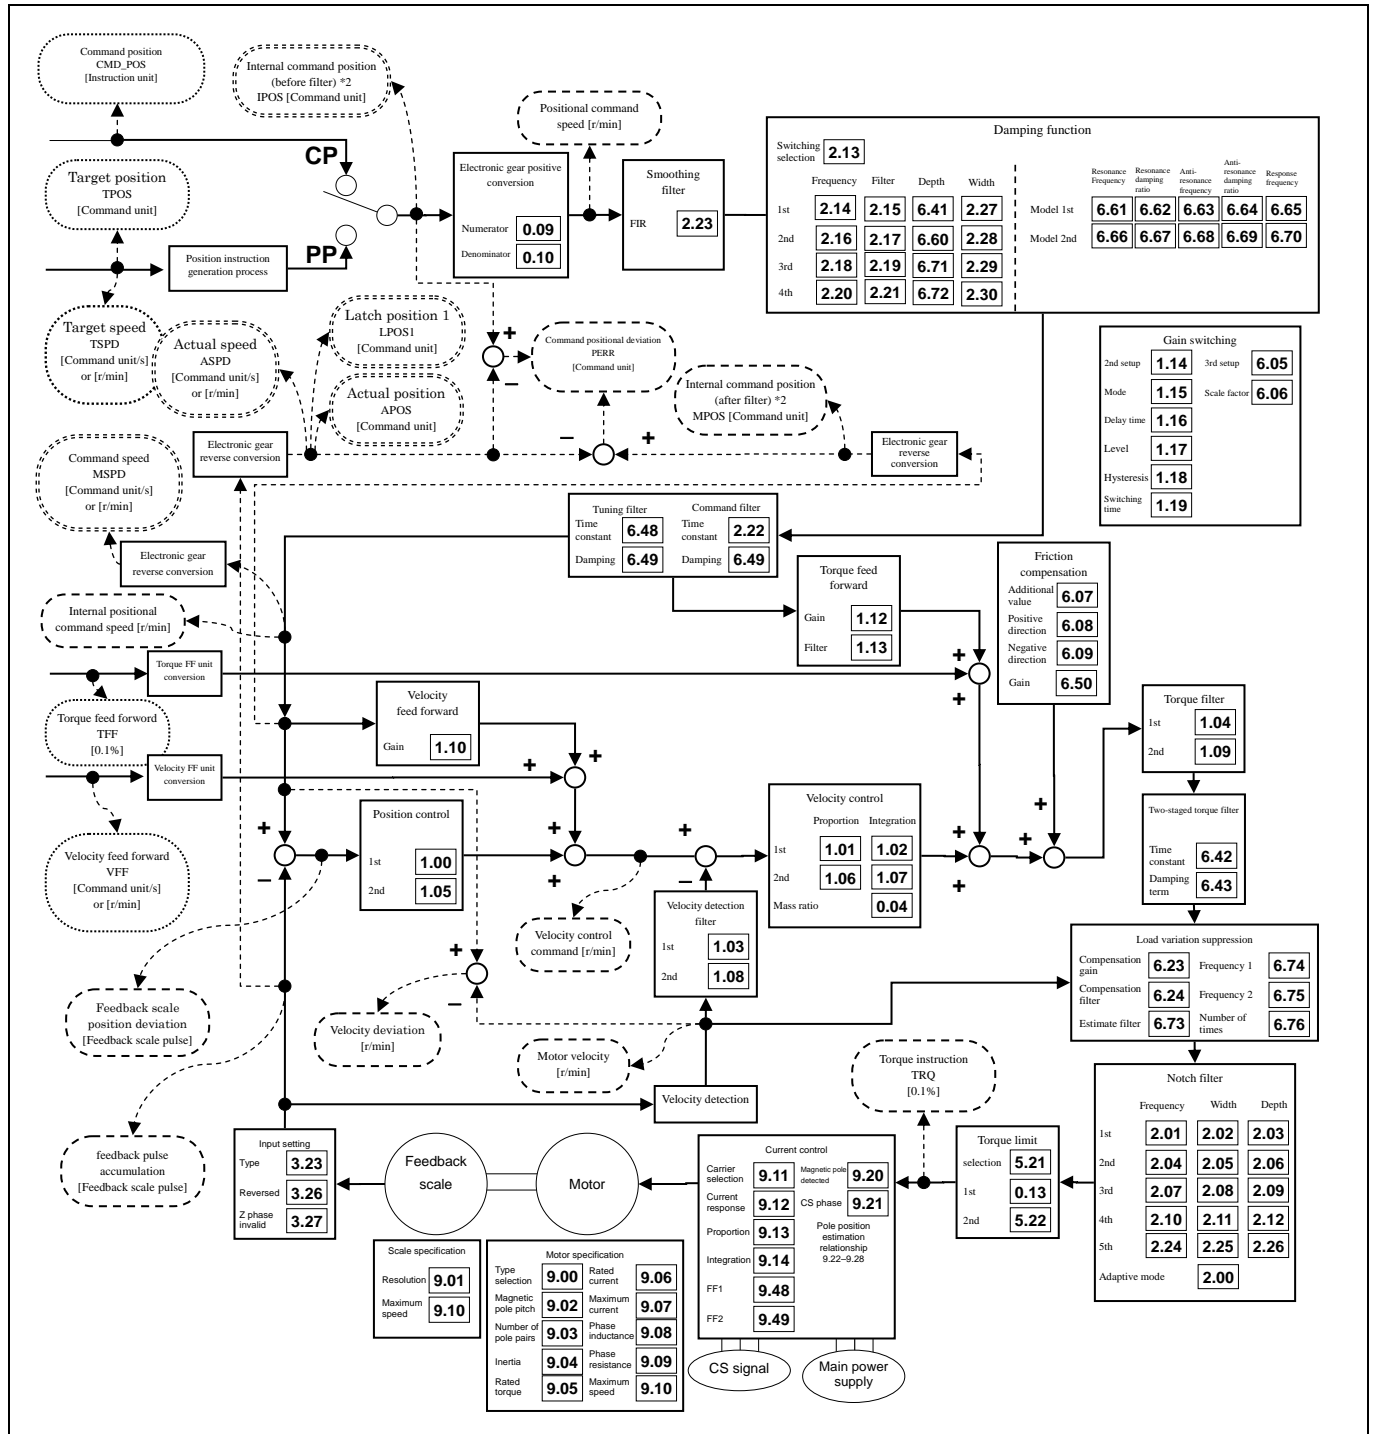 Command position
CMD_POS
[Instruction unit]
Internal command position
(before filter) *2
IPOS [Command unit]
Positional command
speed [r/min]
CP
Target position
TPOS
[Command unit]
PP
Position instruction
generation process
Electronic gear positive
conversion
Numerator 0.09
Denominator 0.10
Smoothing
filter
FIR 2.23
Damping function
Switching
selection 2.13
Frequency Filter Depth Width
1st 2.14 2.15 6.41 2.27
2nd 2.16 2.17 6.60 2.28
3rd 2.18 2.19 6.71 2.29
4th 2.20 2.21 6.72 2.30
Resonance
Frequency
Resonance
damping
ratio
Anti-
resonance
frequency
Anti-
resonance
damping
ratio
Response
frequency
Model 1st 6.61 6.62 6.63 6.64 6.65
Model 2nd 6.66 6.67 6.68 6.69 6.70
Target speed
TSPD
[Command unit/s]
or [r/min]
Actual speed
ASPD
[Command unit/s]
or [r/min]
Latch position 1
LPOS1
[Command unit]
Actual position
APOS
[Command unit]
+
−
Command positional deviation
PERR
[Command unit]
Internal command position
(after filter) *2
MPOS [Command unit]
− +
Gain switching
2nd setup 1.14 3rd setup 6.05
Mode 1.15 Scale factor 6.06
Delay time 1.16
Level 1.17
Hysteresis 1.18
Switching
time 1.19
Electronic gear
reverse conversion
Electronic gear
reverse
conversion
Command speed
MSPD
[Command unit/s]
or [r/min]
Electronic gear
reverse conversion
Tuning filter
Time
constant 6.48
Damping 6.49
Command filter
Time
constant 2.22
Damping 6.49
Torque feed
forward
Gain 1.12
Filter 1.13
Friction
compensation
Additional
value 6.07
Positive
direction 6.08
Negative
direction 6.09
Gain 6.50
Internal positional
command speed [r/min]
Torque FF unit
conversion
+
+
Torque feed forword
TFF
[0.1%]
Velocity
feed forward
Gain 1.10
Torque filter
1st 1.04
2nd 1.09
Velocity FF unit
conversion
+
+
Two-staged torque filter
Time
constant 6.42
Damping
term 6.43
Velocity feed forward
VFF
[Command unit/s]
or [r/min]
+
−
Position control
1st 1.00
2nd 1.05
+
+
+
−
Velocity control
Proportion Integration
1st 1.01 1.02
2nd 1.06 1.07
Mass ratio 0.04
+
+
+
+
Velocity control
command [r/min]
Velocity detection
filter
1st 1.03
2nd 1.08
Load variation suppression
Compensation
gain 6.23
Compensation
filter 6.24
Estimate filter 6.73
Frequency 1 6.74
Frequency 2 6.75
Number of
times 6.76
+
−
Feedback scale
position deviation
[Feedback scale pulse]
Velocity deviation
[r/min]
Motor velocity
[r/min]
Velocity detection
Torque instruction
TRQ
[0.1%]
Notch filter
Frequency Width Depth
1st 2.01 2.02 2.03
2nd 2.04 2.05 2.06
3rd 2.07 2.08 2.09
4th 2.10 2.11 2.12
5th 2.24 2.25 2.26
Adaptive mode 2.00
feedback pulse
accumulation
[Feedback scale pulse]
Input setting
Type 3.23
Reversed 3.26
Z phase
invalid 3.27
Feedback
scale
Motor
Current control
Carrier
selection 9.11
Current
response 9.12
Proportion 9.13
Integration 9.14
FF1 9.48
FF2 9.49
Magnetic pole
detected 9.20
CS phase 9.21
Pole position
estimation
relationship
9.22–9.28
Torque limit
selection 5.21
1st 0.13
2nd 5.22
Scale specification
Resolution 9.01
Maximum
speed 9.10
Motor specification
Type
selection 9.00
Magnetic
pole pitch 9.02
Number of
pole pairs 9.03
Inertia 9.04
Rated
torque 9.05
Rated
current 9.06
Maximum
current 9.07
Phase
inductance 9.08
Phase
resistance 9.09
Maximum
speed 9.10
CS signal
Main power
supply